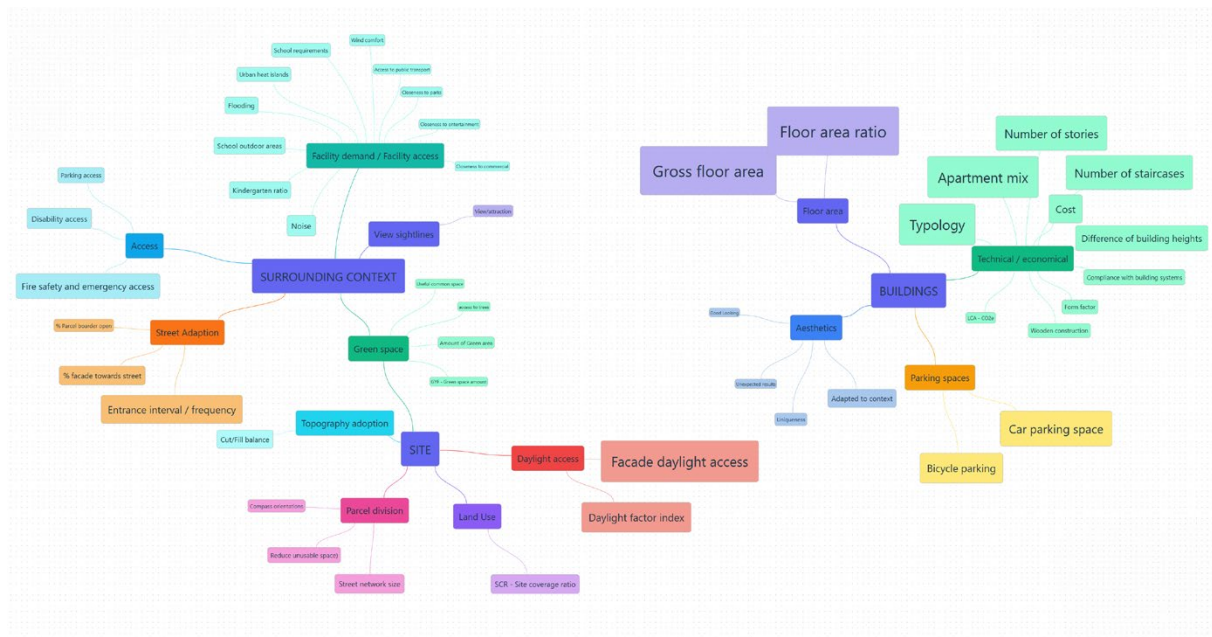 Wind comfort
School requirements
Urban heat islands
Access to public transport
Closeness to parks
Flooding
Closeness to entertainment
School outdoor areas
Facility demand / Facility access
Closeness to commercial
Kindergarten ratio
Noise
Parking access
Disability access
Access
Fire safety and emergency access
View sightlines
View/attraction
SURROUNDING CONTEXT
Street Adaption
% Parcel boarder open
% facade towards street
Entrance interval / frequency
Useful common space
access to trees
Green space
Amount of Green area
GYF - Green space amount
Topography adoption
Cut/Fill balance
SITE
Daylight access
Facade daylight access
Daylight factor index
Parcel division
Compass orientations
Reduce unusable space)
Street network size
Land Use
SCR - Site coverage ratio
Floor area ratio
Gross floor area
Floor area
Number of stories
Apartment mix
Number of staircases
Typology
Cost
Difference of building heights
Technical / economical
Compliance with building systems
Form factor
LCA - CO2e
Wooden construction
BUILDINGS
Aesthetics
Good looking
Unexpected results
Uniqueness
Adapted to context
Parking spaces
Car parking space
Bicycle parking